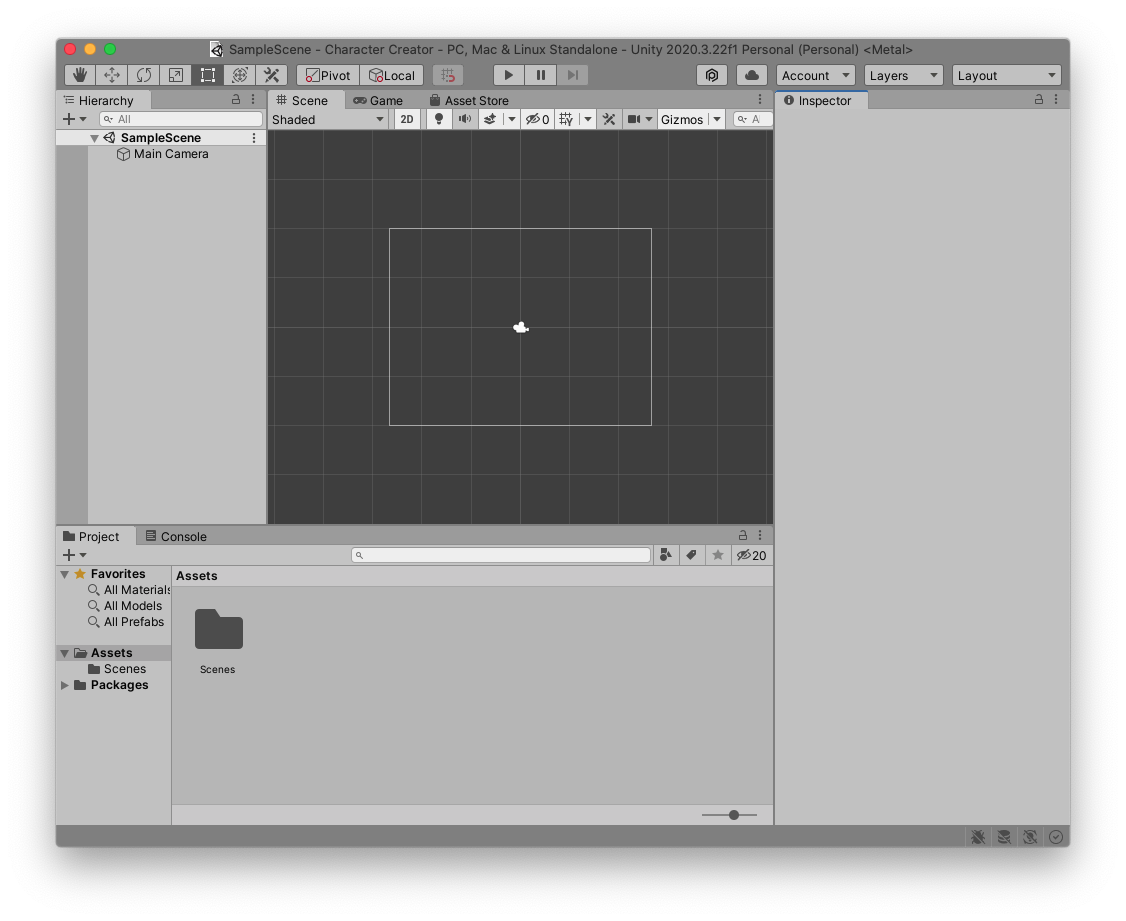 SampleScene - Character Creator - PC, Mac & Linux Standalone - Unity 2020.3.22f1 Personal (Personal) <Metal>
Pivot Local Account Layers Layout
Hierarchy Scene Game Asset Store Inspector
All Shaded 2D 0 Gizmos A
SampleScene
Main Camera
Project Console
20
Favorites Assets
All Materials
All Models
All Prefabs
Assets
Scenes Scenes
Packages